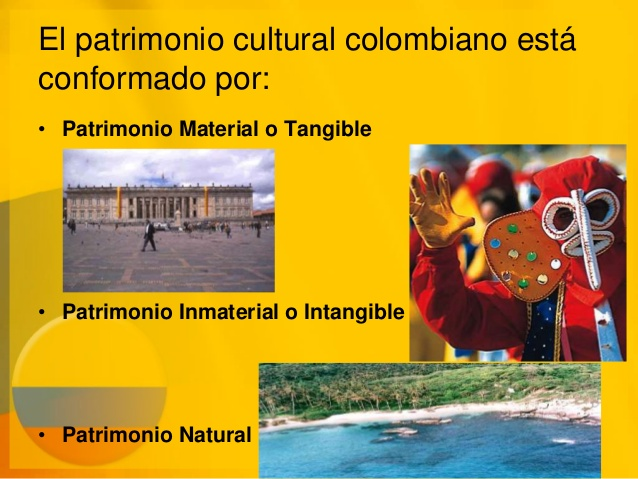 El patrimonio cultural colombiano está
conformado por:
• Patrimonio Material o Tangible
• Patrimonio Inmaterial o Intangible
• Patrimonio Natural